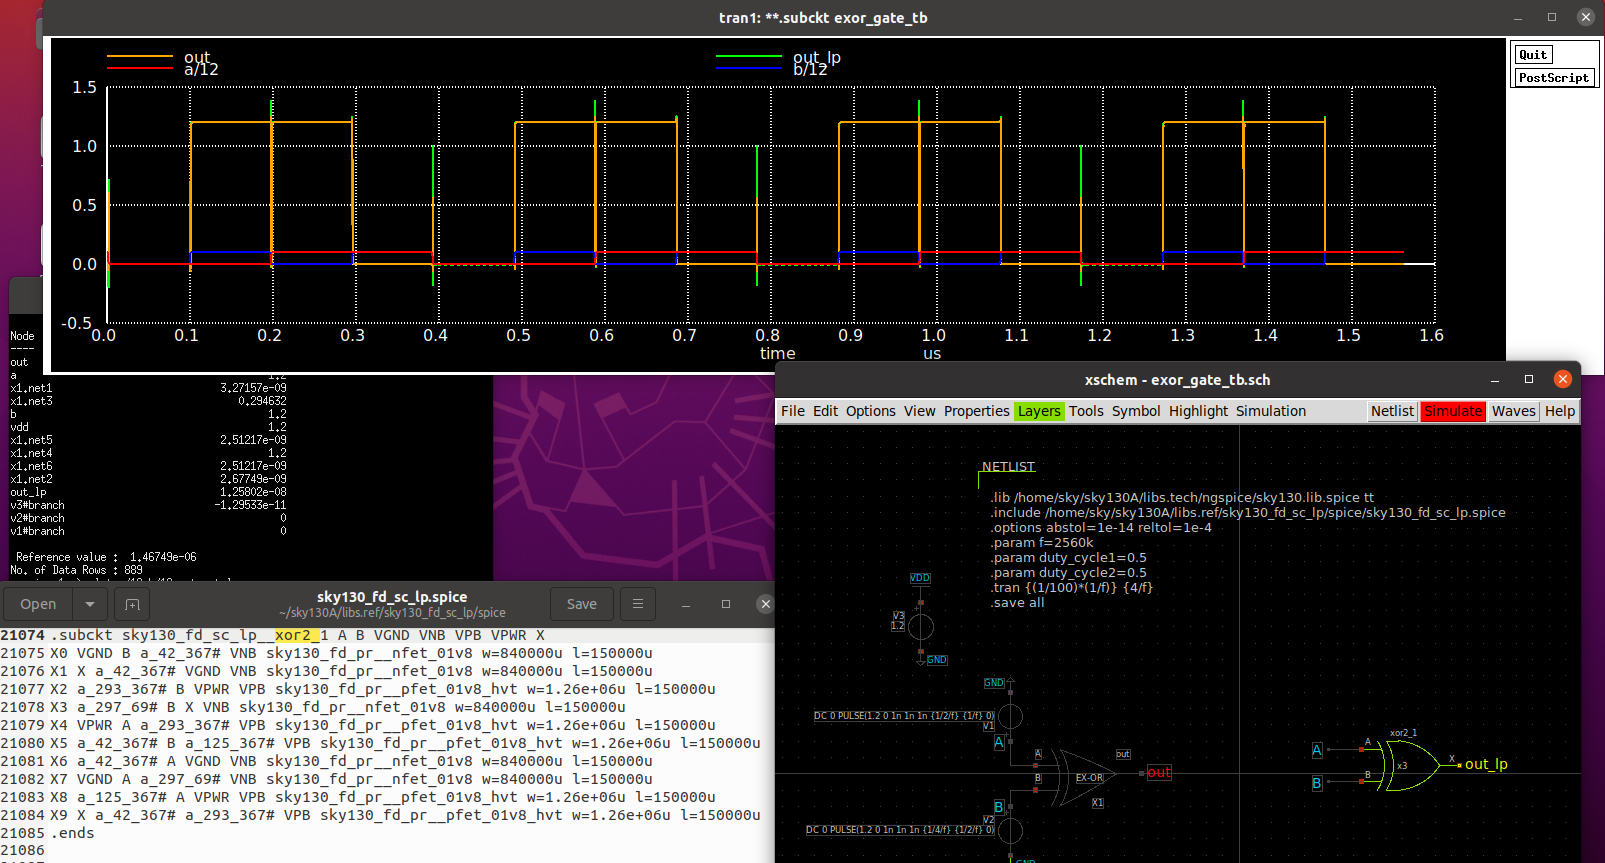 tran1: **.subckt exor_gate_tb
Quit
PostScript
out
out_lp
a/12
b/12
1.5
1.0
0.5
0.0
-0.5
0.0 0.1 0.2 0.3 0.4 0.5 0.6 0.7 0.8 0.9 1.0 1.1 1.2 1.3 1.4 1.5 1.6
time us
Node
----
out
a 1.2
x1.net1 3.27157e-09
x1.net3 0.294632
b 1.2
vdd 1.2
x1.net5 2.51217e-09
x1.net4 1.2
x1.net6 2.51217e-09
x1.net2 2.67749e-09
out_lp 1.25802e-08
v3#branch -1.29533e-11
v2#branch 0
v1#branch 0
Reference value : 1.46749e-06
No. of Data Rows : 889
xschem - exor_gate_tb.sch
File Edit Options View Properties Layers Tools Symbol Highlight Simulation Netlist Simulate Waves Help
NETLIST
.lib /home/sky/sky130A/libs.tech/ngspice/sky130.lib.spice tt
.include /home/sky/sky130A/libs.ref/sky130_fd_sc_lp/spice/sky130_fd_sc_lp.spice
.options abstol=1e-14 reltol=1e-4
.param f=2560k
.param duty_cycle1=0.5
.param duty_cycle2=0.5
.tran {(1/100)*(1/f)} {4/f}
.save all
VDD
V3
1.2
GND
GND
DC 0 PULSE(1.2 0 1n 1n 1n {1/2/f} {1/f} 0)
V1
A
A
B
EX-OR
out
out
X1
B
V2
DC 0 PULSE(1.2 0 1n 1n 1n {1/4/f} {1/2/f} 0)
GND
xor2_1
A
A
B
B
x3
X
out_lp
Open
sky130_fd_sc_lp.spice
~/sky130A/libs.ref/sky130_fd_sc_lp/spice
Save
21074 .subckt sky130_fd_sc_lp__xor2_1 A B VGND VNB VPB VPWR X
21075 X0 VGND B a_42_367# VNB sky130_fd_pr__nfet_01v8 w=840000u l=150000u
21076 X1 X a_42_367# VGND VNB sky130_fd_pr__nfet_01v8 w=840000u l=150000u
21077 X2 a_293_367# B VPWR VPB sky130_fd_pr__pfet_01v8_hvt w=1.26e+06u l=150000u
21078 X3 a_297_69# B X VNB sky130_fd_pr__nfet_01v8 w=840000u l=150000u
21079 X4 VPWR A a_293_367# VPB sky130_fd_pr__pfet_01v8_hvt w=1.26e+06u l=150000u
21080 X5 a_42_367# B a_125_367# VPB sky130_fd_pr__pfet_01v8_hvt w=1.26e+06u l=150000u
21081 X6 a_42_367# A VGND VNB sky130_fd_pr__nfet_01v8 w=840000u l=150000u
21082 X7 VGND A a_297_69# VNB sky130_fd_pr__nfet_01v8 w=840000u l=150000u
21083 X8 a_125_367# A VPWR VPB sky130_fd_pr__pfet_01v8_hvt w=1.26e+06u l=150000u
21084 X9 X a_42_367# a_293_367# VPB sky130_fd_pr__pfet_01v8_hvt w=1.26e+06u l=150000u
21085 .ends
21086